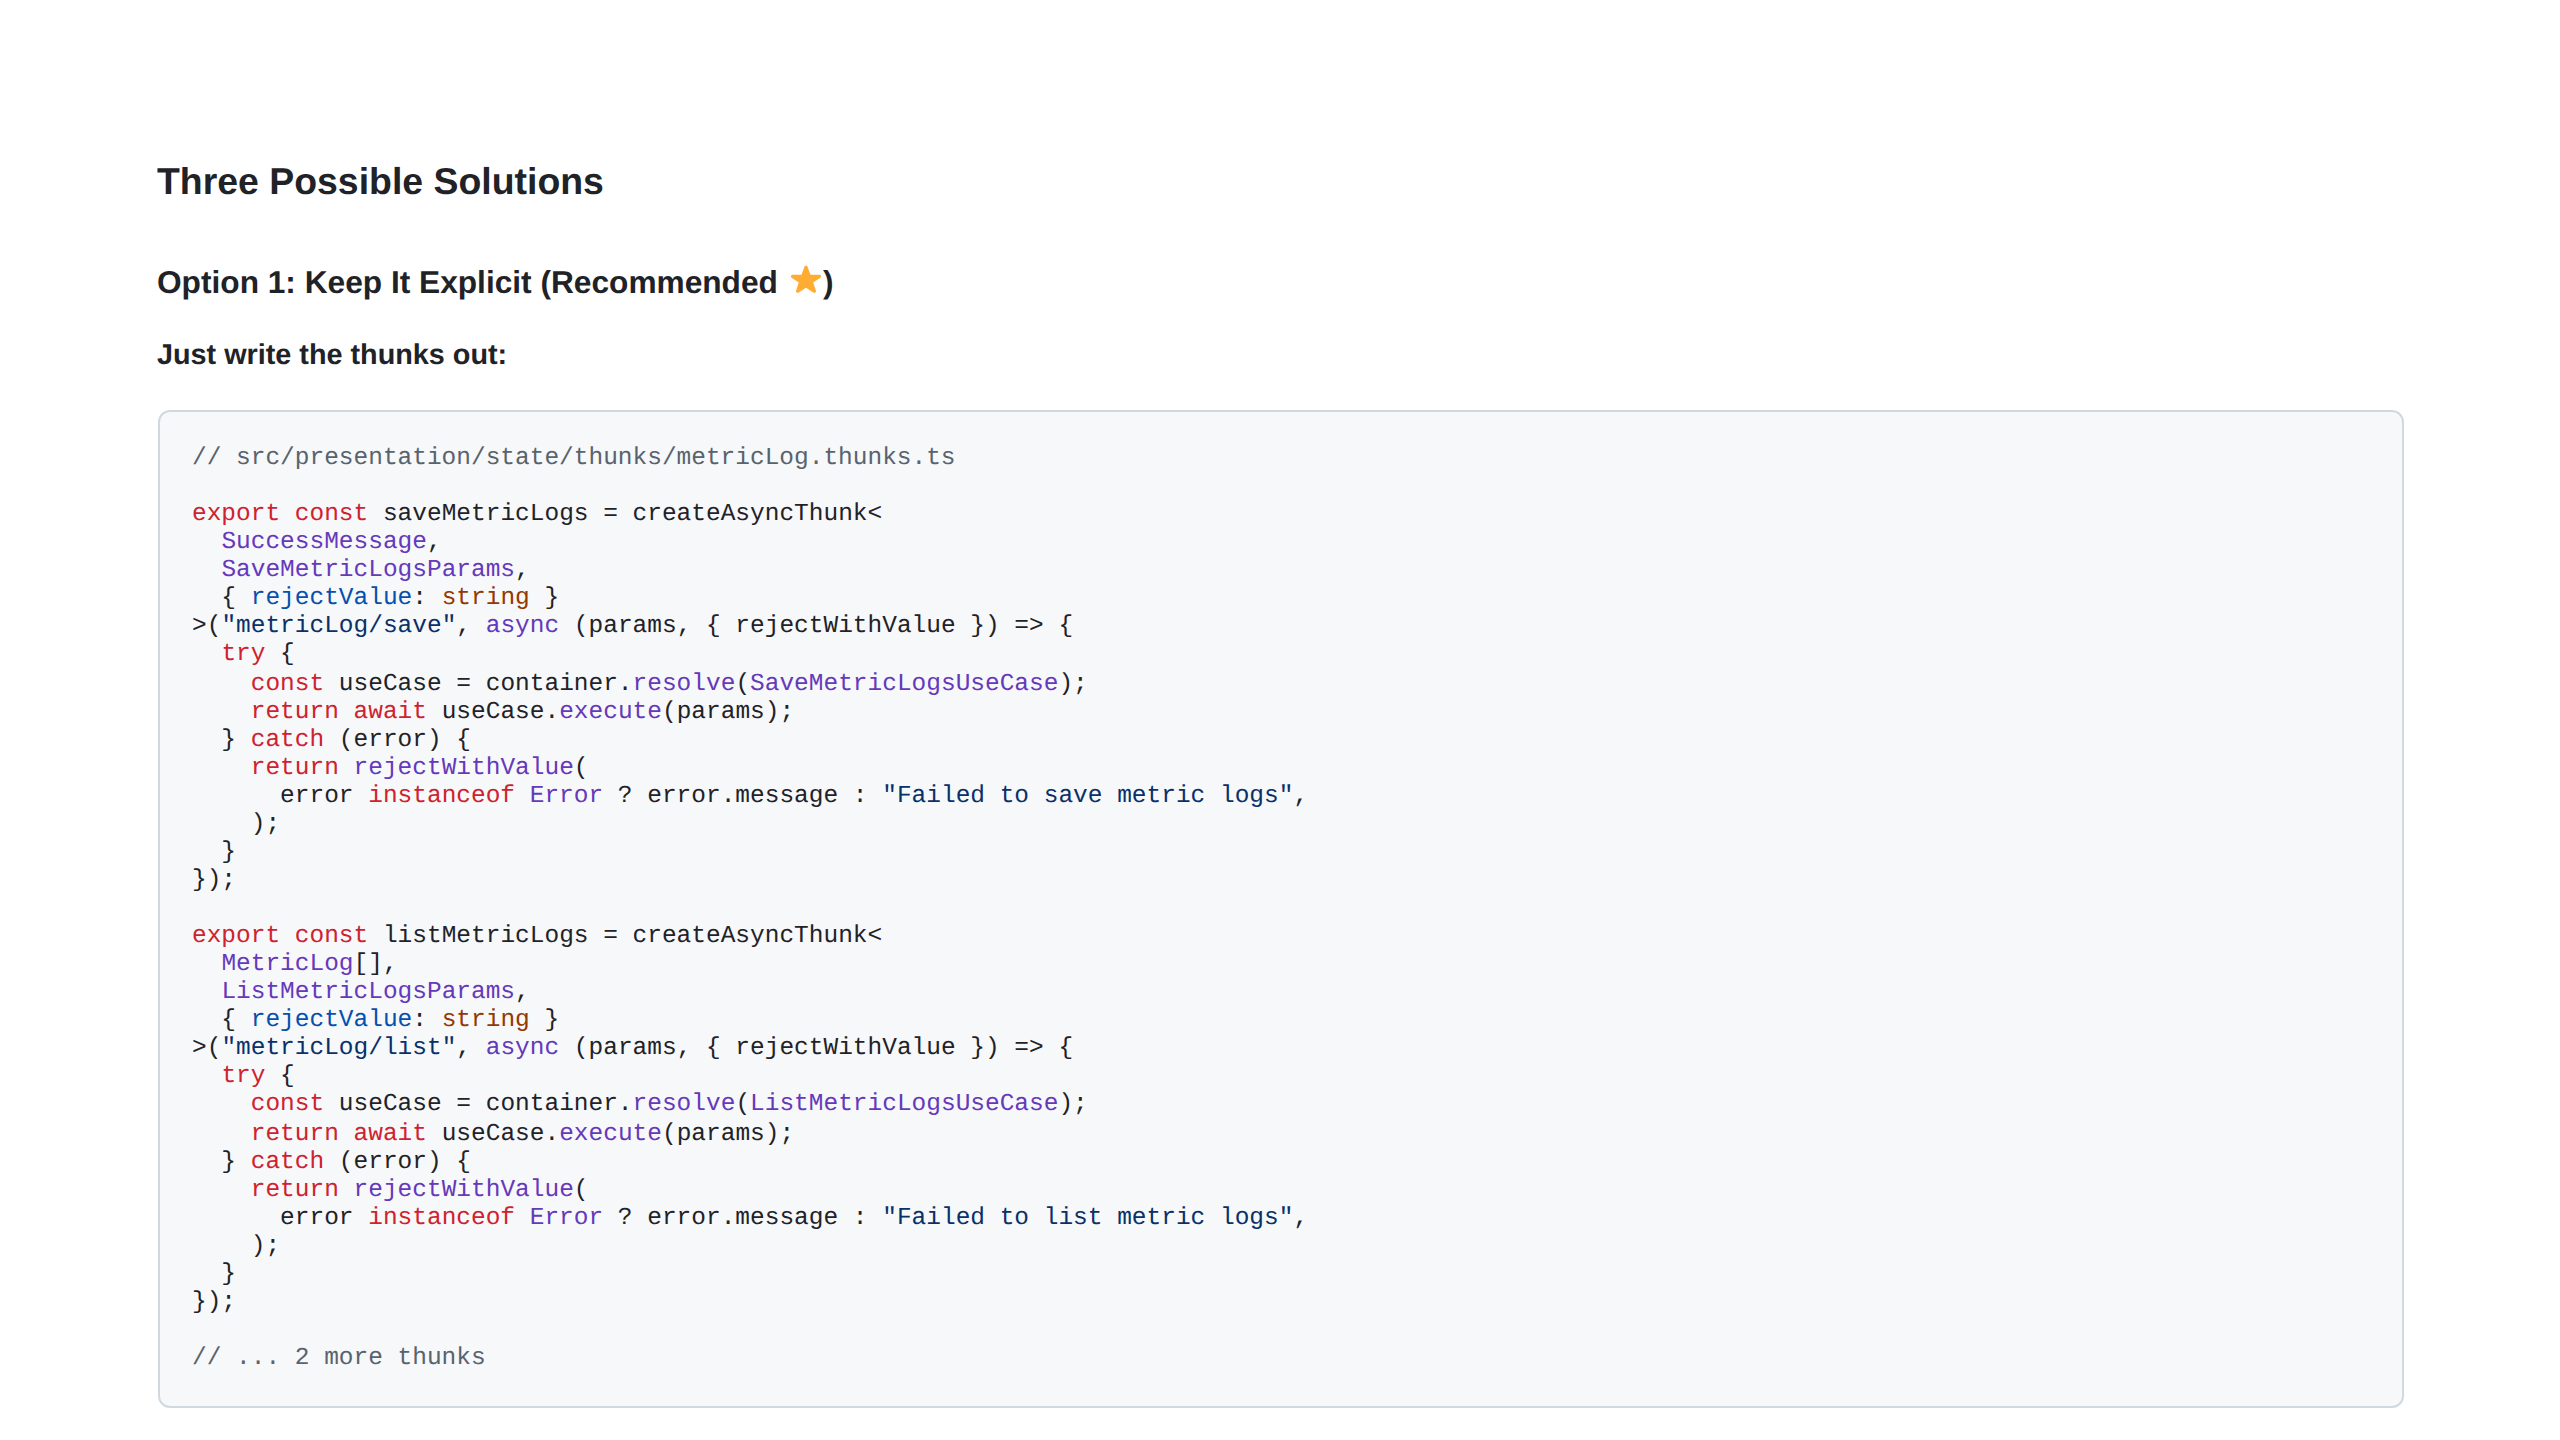 Three Possible Solutions
Option 1: Keep It Explicit (Recommended ⭐)
Just write the thunks out:
// src/presentation/state/thunks/metricLog.thunks.ts

export const saveMetricLogs = createAsyncThunk<
  SuccessMessage,
  SaveMetricLogsParams,
  { rejectValue: string }
>("metricLog/save", async (params, { rejectWithValue }) => {
  try {
    const useCase = container.resolve(SaveMetricLogsUseCase);
    return await useCase.execute(params);
  } catch (error) {
    return rejectWithValue(
      error instanceof Error ? error.message : "Failed to save metric logs",
    );
  }
});

export const listMetricLogs = createAsyncThunk<
  MetricLog[],
  ListMetricLogsParams,
  { rejectValue: string }
>("metricLog/list", async (params, { rejectWithValue }) => {
  try {
    const useCase = container.resolve(ListMetricLogsUseCase);
    return await useCase.execute(params);
  } catch (error) {
    return rejectWithValue(
      error instanceof Error ? error.message : "Failed to list metric logs",
    );
  }
});

// ... 2 more thunks